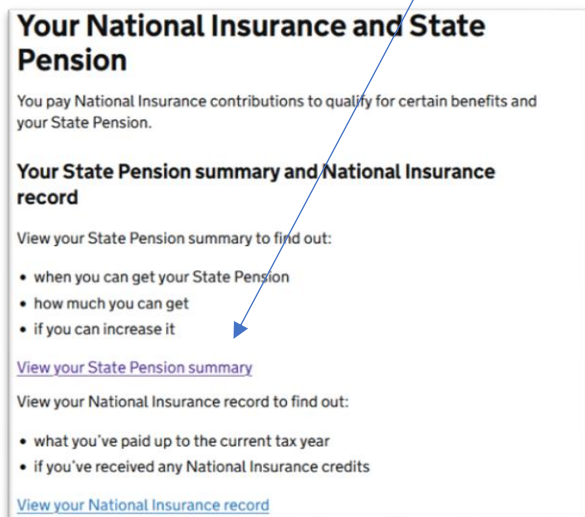 Your National Insurance and State
Pension
You pay National Insurance contributions to qualify for certain benefits and
your State Pension.
Your State Pension summary and National Insurance
record
View your State Pension summary to find out:
• when you can get your State Pension
• how much you can get
• if you can increase it
View your State Pension summary
View your National Insurance record to find out:
• what you've paid up to the current tax year
• if you've received any National Insurance credits
View your National Insurance record